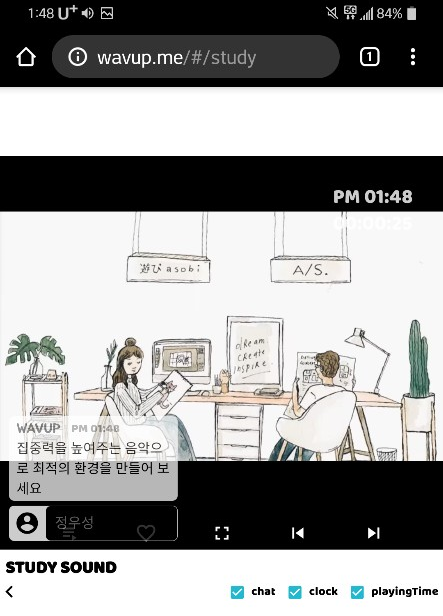 1:48 U+ 5G 84%
wavup.me/#/study 1
PM 01:48
00:00:25
遊び asobi A/S.
dream
create
inspire
WAVUP PM 01:48
집중력을 높여주는 음악으
로 최적의 환경을 만들어 보
세요
정우성
STUDY SOUND
chat clock playingTime